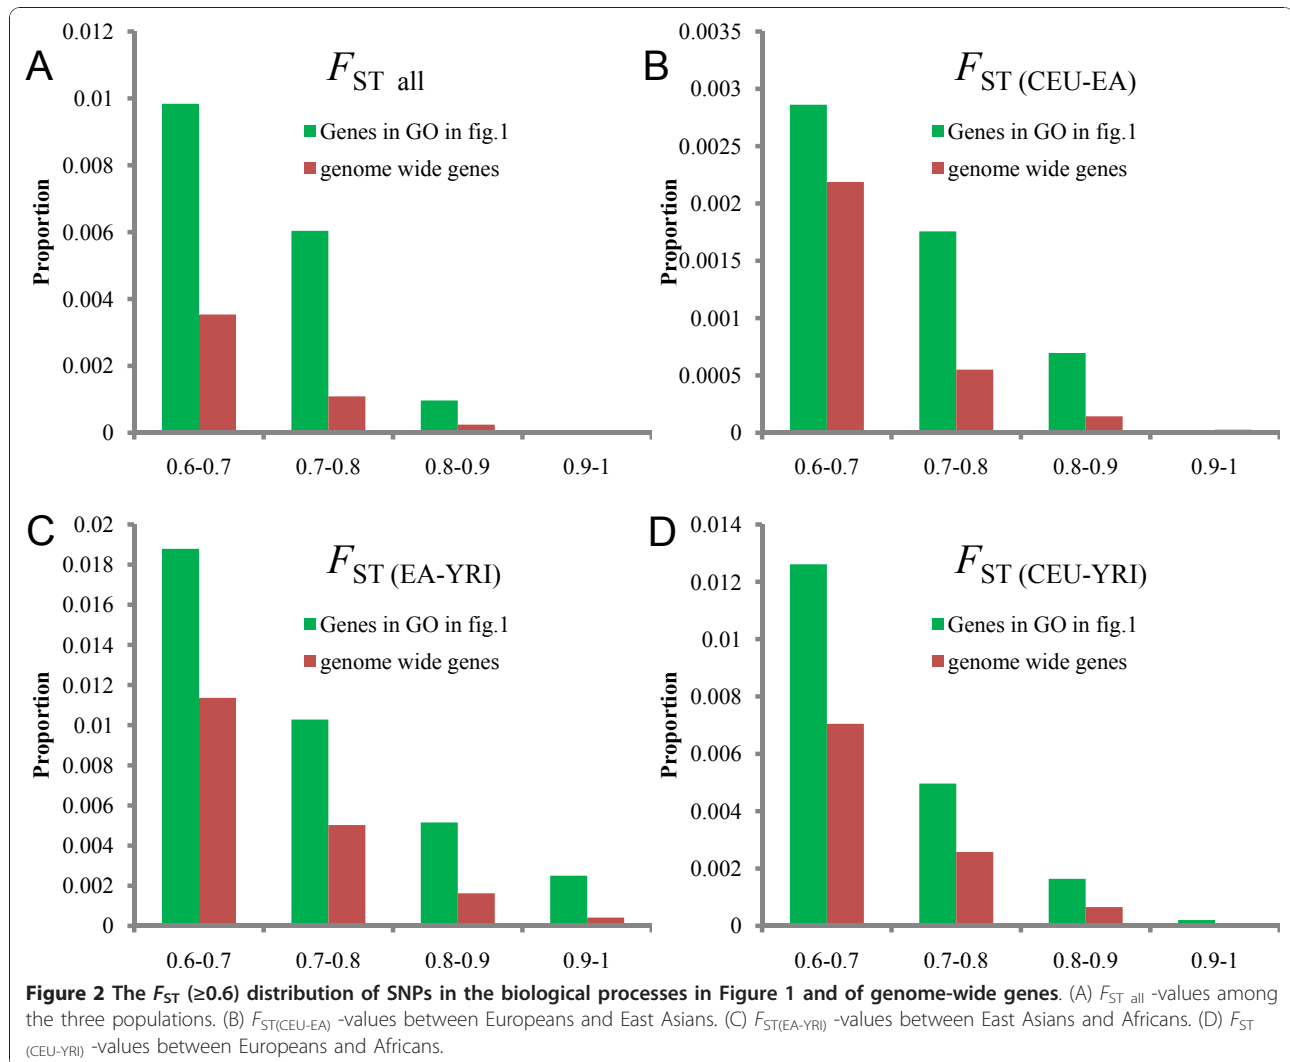 A
F ST all
Genes in GO in fig.1
genome wide genes
Proportion
0.012
0.01
0.008
0.006
0.004
0.002
0
0.6-0.7 0.7-0.8 0.8-0.9 0.9-1
B
F ST (CEU-EA)
Genes in GO in fig.1
genome wide genes
Proportion
0.0035
0.003
0.0025
0.002
0.0015
0.001
0.0005
0
0.6-0.7 0.7-0.8 0.8-0.9 0.9-1
C
F ST (EA-YRI)
Genes in GO in fig.1
genome wide genes
Proportion
0.02
0.018
0.016
0.014
0.012
0.01
0.008
0.006
0.004
0.002
0
0.6-0.7 0.7-0.8 0.8-0.9 0.9-1
D
F ST (CEU-YRI)
Genes in GO in fig.1
genome wide genes
Proportion
0.014
0.012
0.01
0.008
0.006
0.004
0.002
0
0.6-0.7 0.7-0.8 0.8-0.9 0.9-1
Figure 2 The FST (≥0.6) distribution of SNPs in the biological processes in Figure 1 and of genome-wide genes. (A) FST all -values among
the three populations. (B) FST(CEU-EA) -values between Europeans and East Asians. (C) FST(EA-YRI) -values between East Asians and Africans. (D) FST
(CEU-YRI) -values between Europeans and Africans.